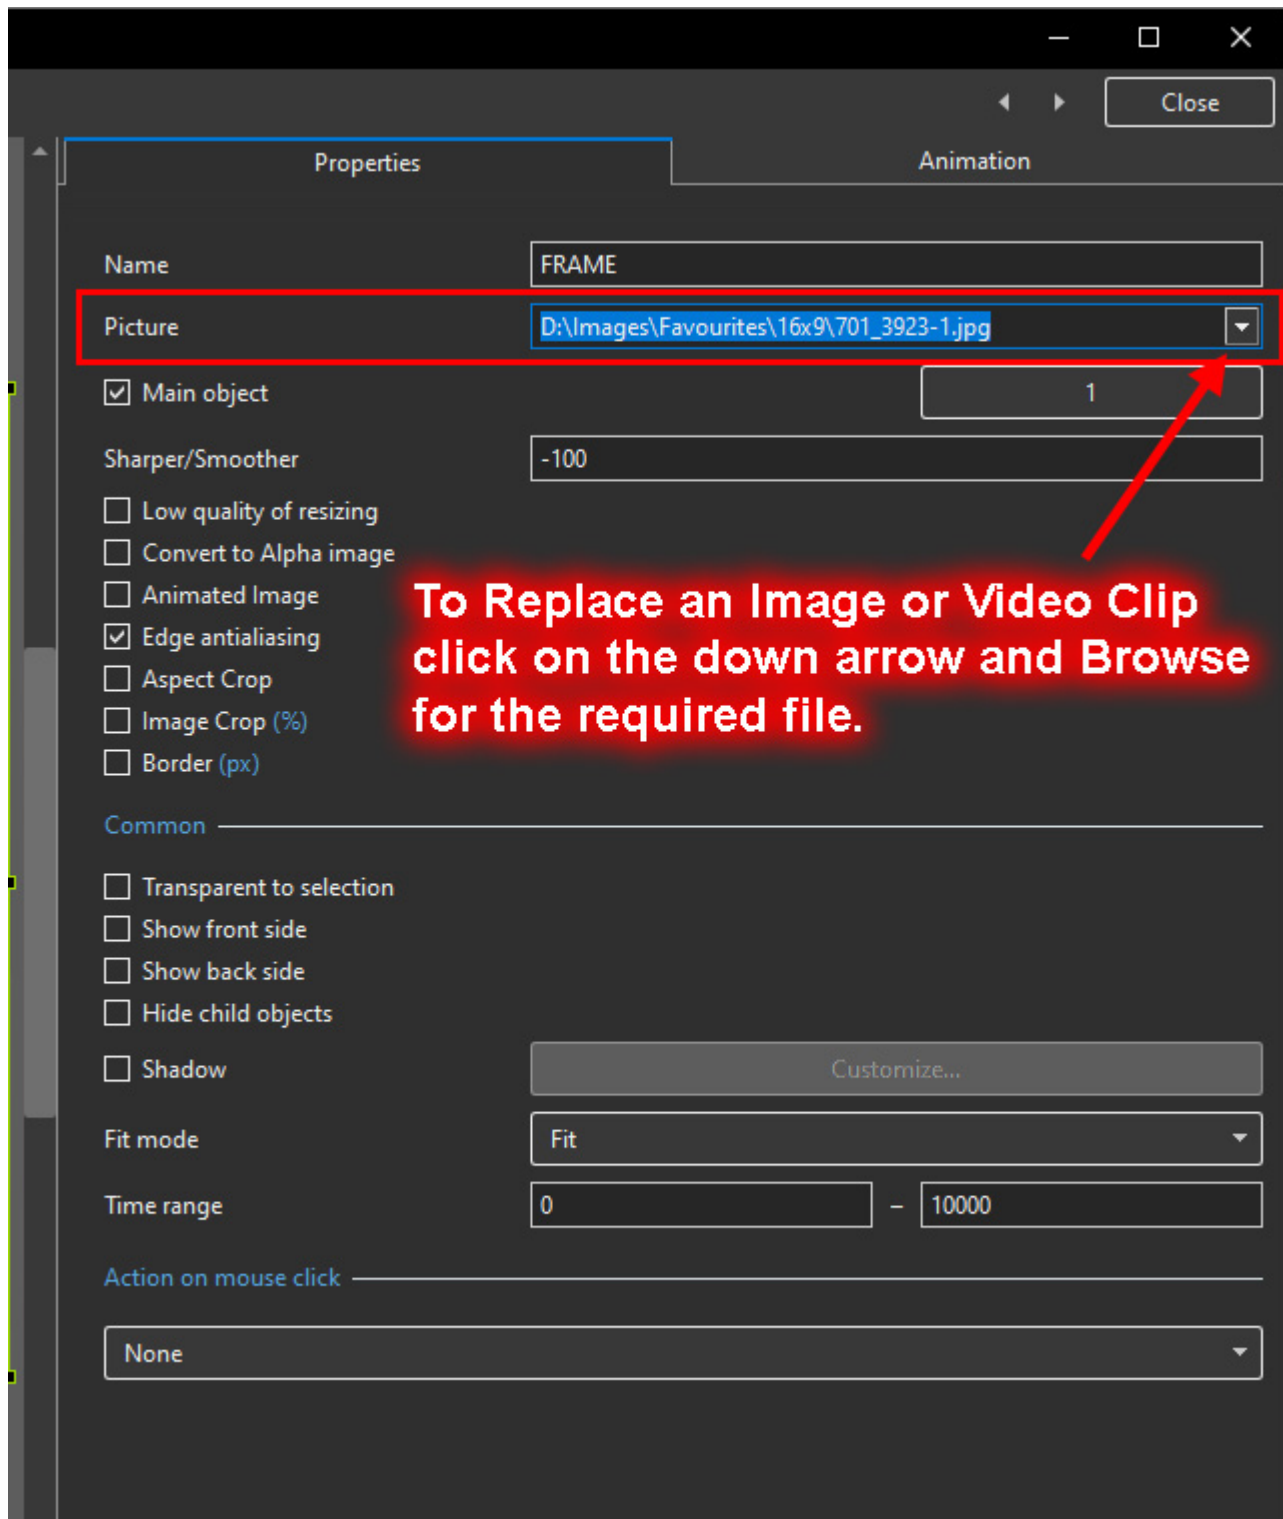 Close
Properties Animation
Name FRAME
Picture D:\Images\Favourites\16x9\701_3923-1.jpg
Main object 1
Sharper/Smoother -100
Low quality of resizing
Convert to Alpha image
Animated Image
Edge antialiasing
Aspect Crop
Image Crop (%)
Border (px)
To Replace an Image or Video Clip
click on the down arrow and Browse
for the required file.
Common
Transparent to selection
Show front side
Show back side
Hide child objects
Shadow Customize...
Fit mode Fit
Time range 0 – 10000
Action on mouse click
None